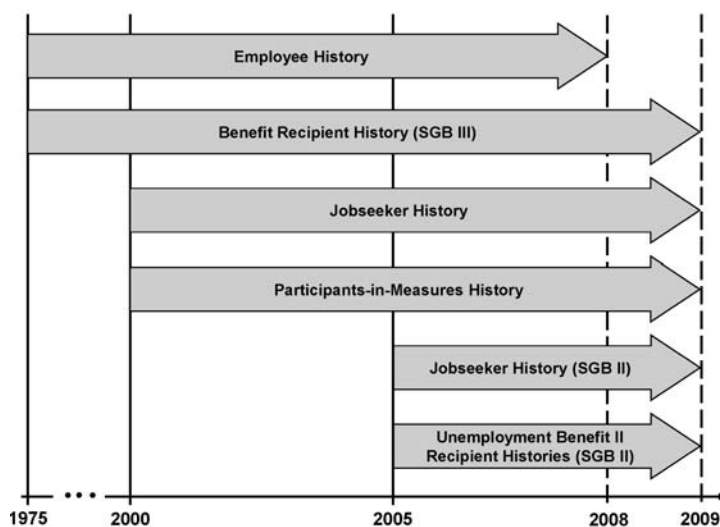 Employee History
Benefit Recipient History (SGB III)
Jobseeker History
Participants-in-Measures History
Jobseeker History (SGB II)
Unemployment Benefit II
Recipient Histories (SGB II)
1975 ••• 2000 2005 2008 2009